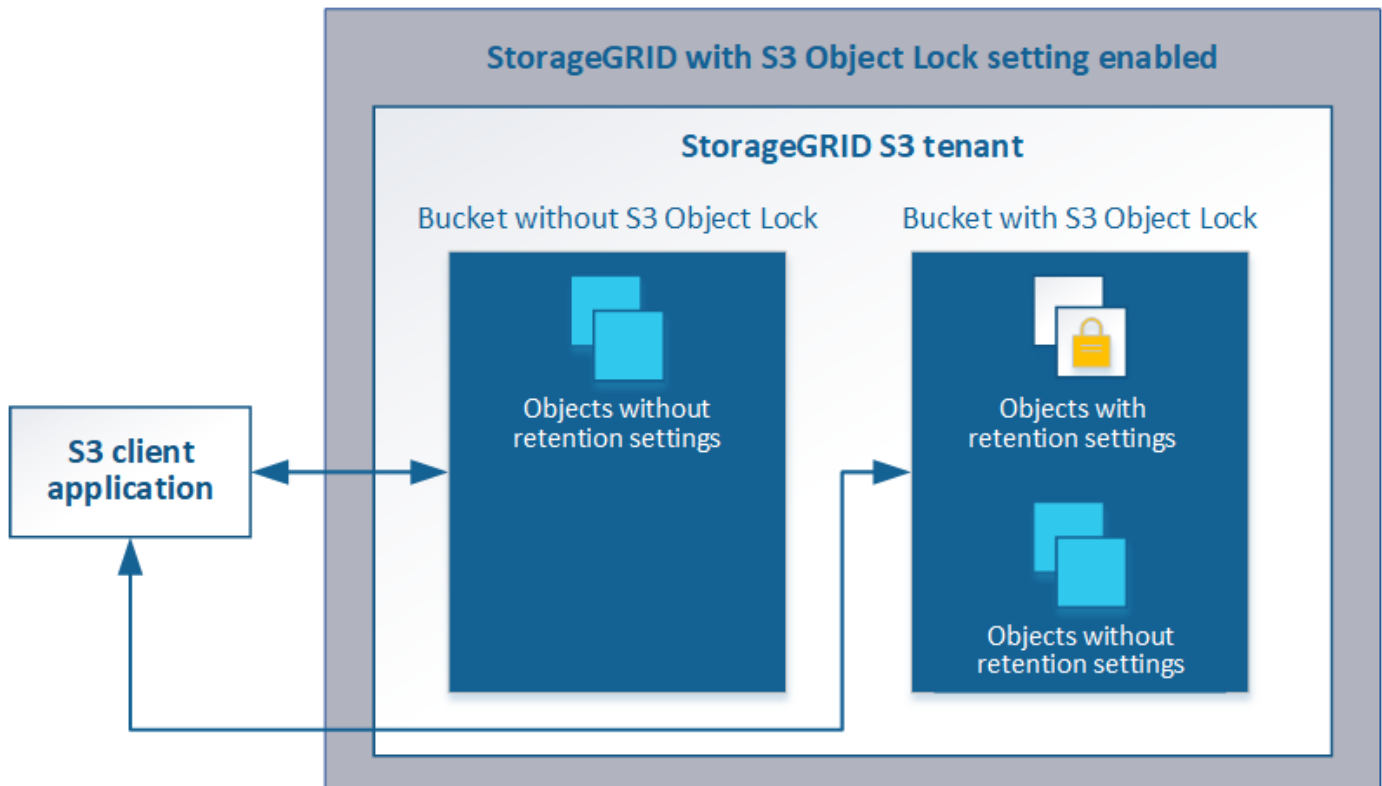 StorageGRID with S3 Object Lock setting enabled
StorageGRID S3 tenant
Bucket without S3 Object Lock
Bucket with S3 Object Lock
Objects without
retention settings
Objects with
retention settings
S3 client
application
Objects without
retention settings